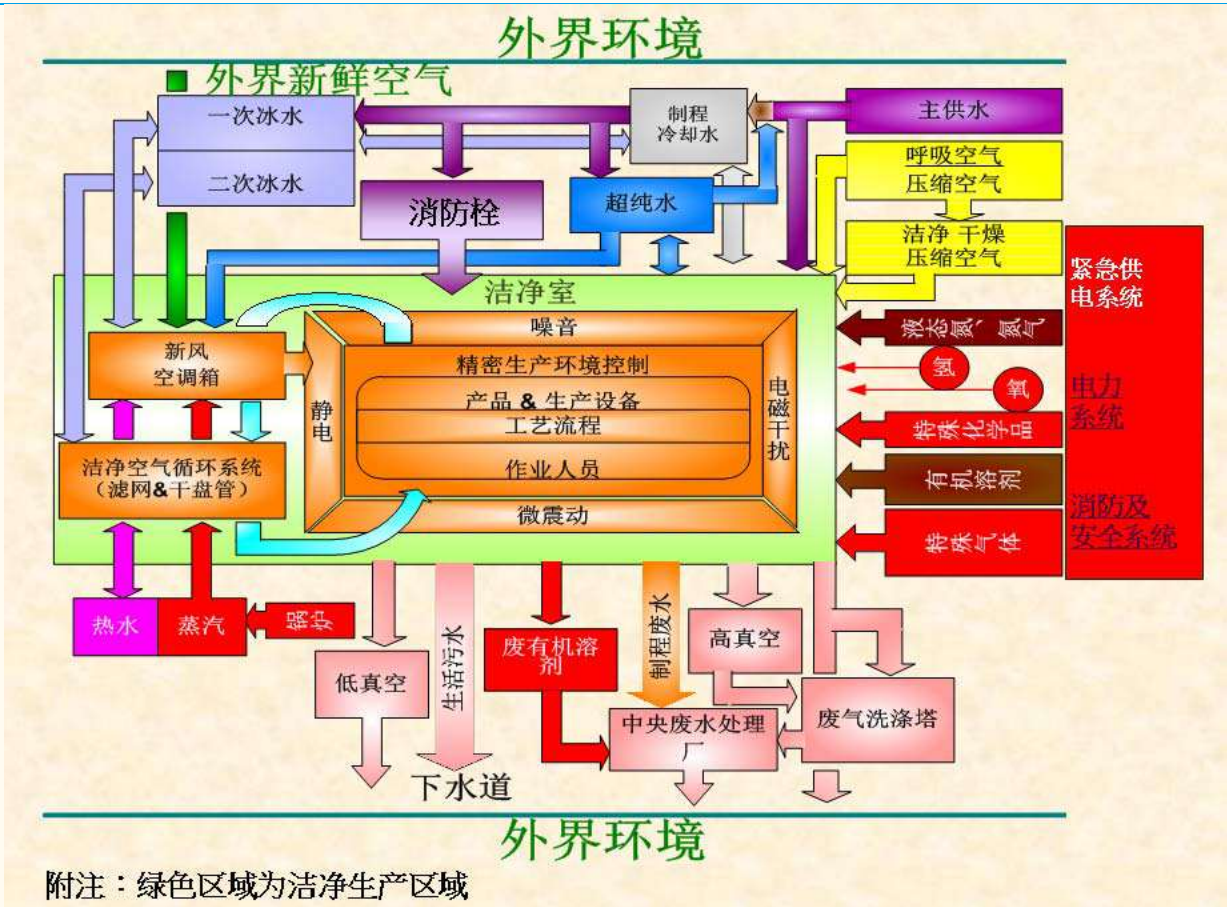 外界环境
外界新鲜空气
一次冰水
二次冰水
制程
冷却水
主供水
呼吸空气
压缩空气
消防栓
超纯水
洁净 干燥
压缩空气
紧急供
电系统
洁净室
液态氮、氮气
噪音
新风
空调箱
精密生产环境控制
氢
静电
产品 & 生产设备
电磁干扰
氧
电力
系统
工艺流程
特殊化学品
洁净空气循环系统
(滤网&干盘管)
作业人员
有机溶剂
微震动
消防及
安全系统
特殊气体
热水
蒸汽
锅炉
低真空
生活污水
废有机溶
剂
制程废水
高真空
中央废水处理
厂
废气洗涤塔
下水道
外界环境
附注：绿色区域为洁净生产区域